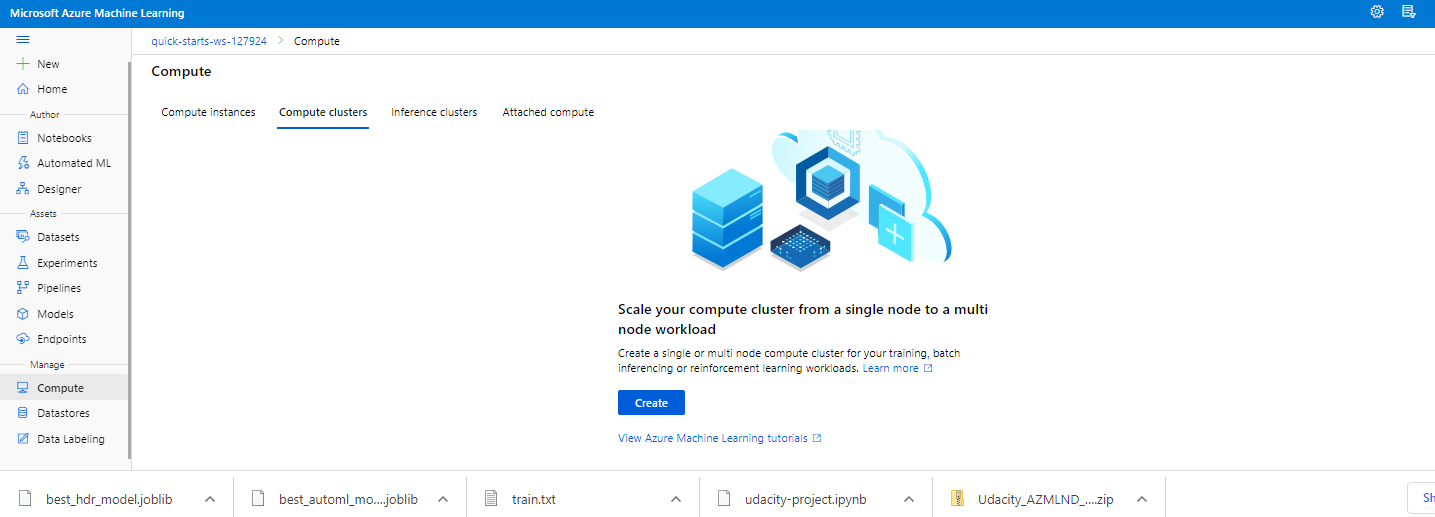 Microsoft Azure Machine Learning
quick-starts-ws-127924 > Compute
New
Home
Author
Notebooks
Automated ML
Designer
Assets
Datasets
Experiments
Pipelines
Models
Endpoints
Manage
Compute
Datastores
Data Labeling
Compute
Compute instances Compute clusters Inference clusters Attached compute
Scale your compute cluster from a single node to a multi
node workload
Create a single or multi node compute cluster for your training, batch
inferencing or reinforcement learning workloads. Learn more
Create
View Azure Machine Learning tutorials
best_hdr_model.joblib best_automl_mo....joblib train.txt udacity-project.ipynb Udacity_AZMLND_....zip Sh